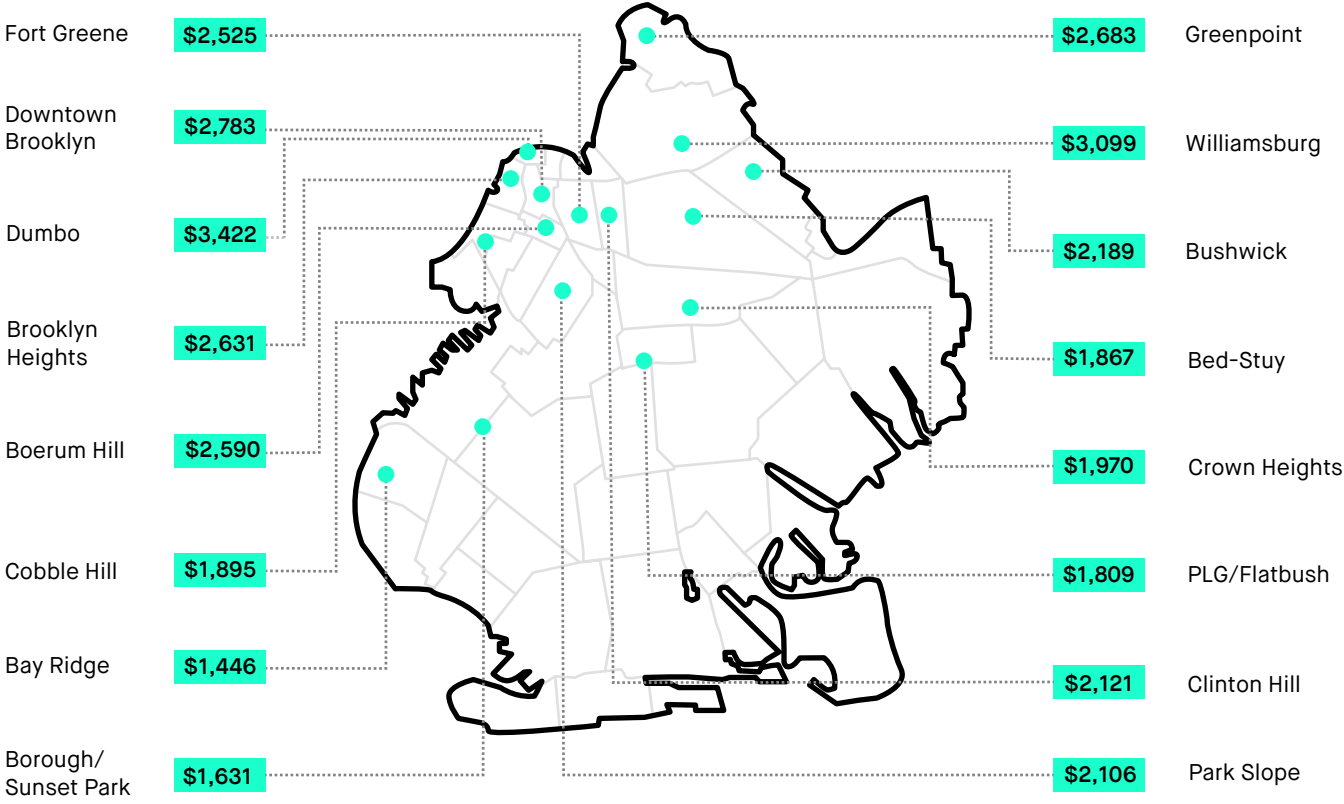 Fort Greene $2,525
Downtown
Brooklyn
$2,783
Dumbo $3,422
Brooklyn
Heights
$2,631
Boerum Hill $2,590
Cobble Hill $1,895
Bay Ridge $1,446
Borough/
Sunset Park
$1,631
$2,683 Greenpoint
$3,099 Williamsburg
$2,189 Bushwick
$1,867 Bed-Stuy
$1,970 Crown Heights
$1,809 PLG/Flatbush
$2,121 Clinton Hill
$2,106 Park Slope